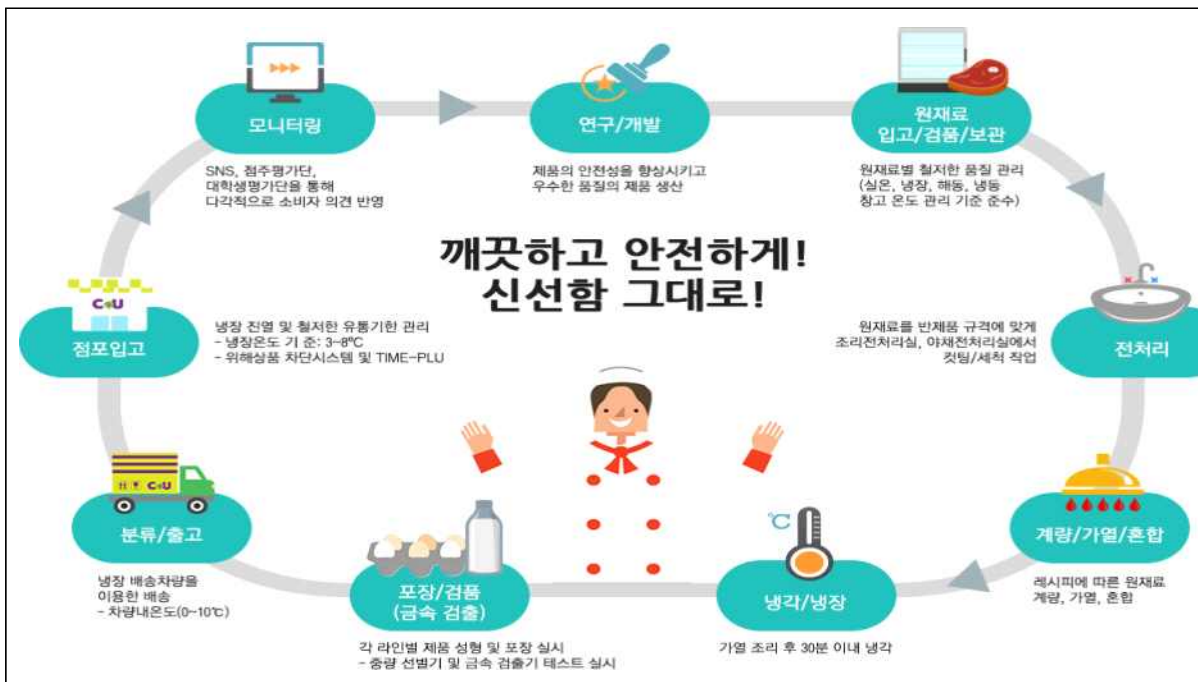 모니터링
SNS, 점주평가단,
대학생평가단을 통해
다각적으로 소비자 의견 반영
연구/개발
제품의 안전성을 향상시키고
우수한 품질의 제품 생산
원재료
입고/검품/보관
원재료별 철저한 품질 관리
(실온, 냉장, 해동, 냉동
창고 온도 관리 기준 준수)
깨끗하고 안전하게!
신선함 그대로!
CU
점포입고
냉장 진열 및 철저한 유통기한 관리
- 냉장온도 기 준: 3~8℃
- 위해상품 차단시스템 및 TIME-PLU
전처리
원재료를 반제품 규격에 맞게
조리전처리실, 야채전처리실에서
컷팅/세척 작업
CU
분류/출고
냉장 배송차량을
이용한 배송
- 차량내온도(0~10℃)
포장/검품
(금속 검출)
각 라인별 제품 성형 및 포장 실시
- 중량 선별기 및 금속 검출기 테스트 실시
℃
냉각/냉장
가열 조리 후 30분 이내 냉각
계량/가열/혼합
레시피에 따른 원재료
계량, 가열, 혼합